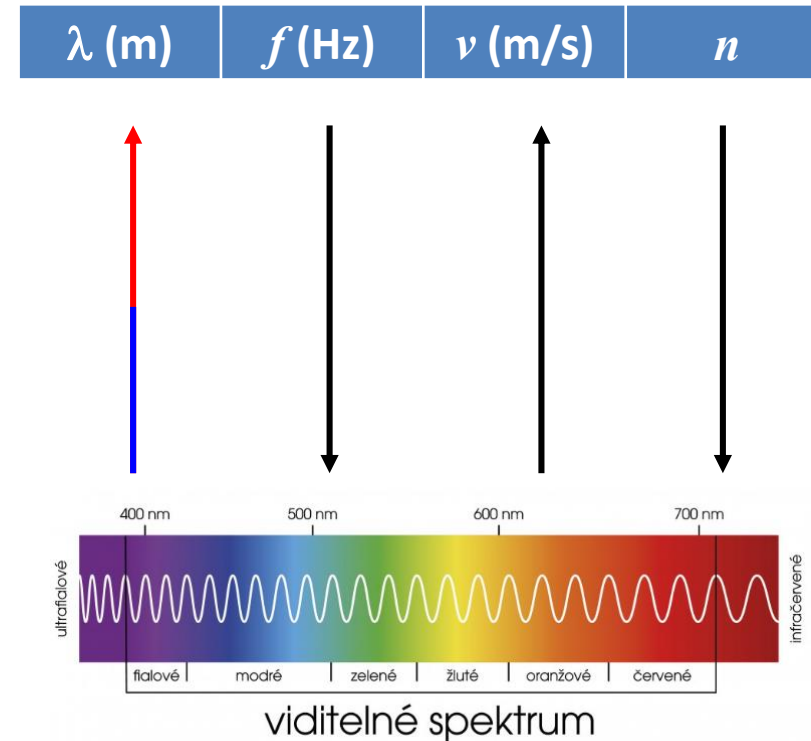 λ (m) f (Hz) v (m/s) n
400 nm 500 nm 600 nm 700 nm
ultrafialové
infračervené
fialové modré zelené žluté oranžové červené
viditelné spektrum